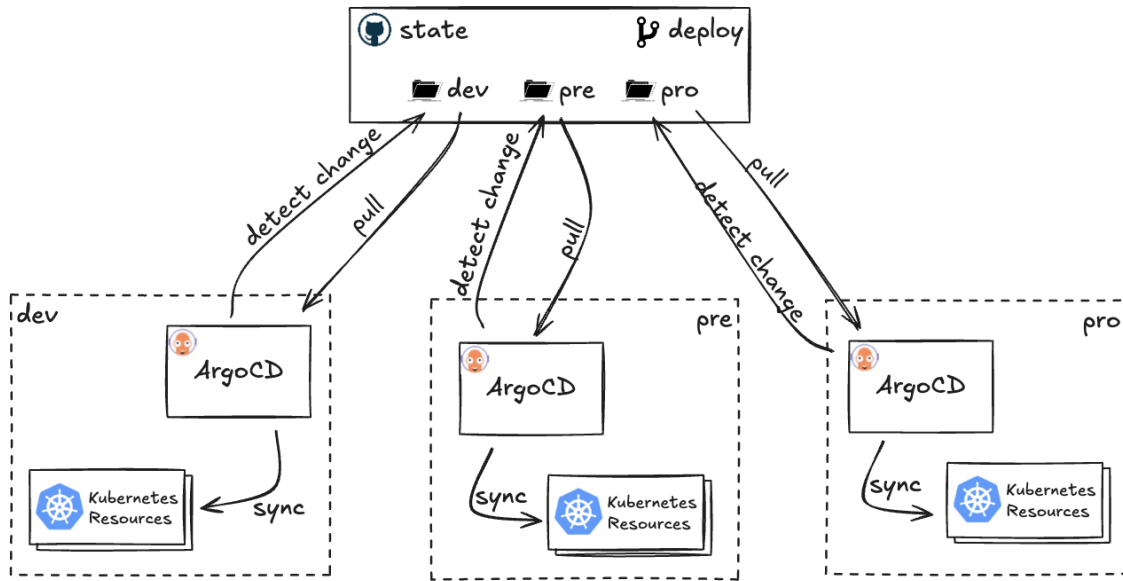 state
deploy
dev
pre
pro
detect change
pull
detect change
pull
detect change
pull
dev
ArgoCD
sync
Kubernetes
Resources
pre
ArgoCD
sync
Kubernetes
Resources
pro
ArgoCD
sync
Kubernetes
Resources